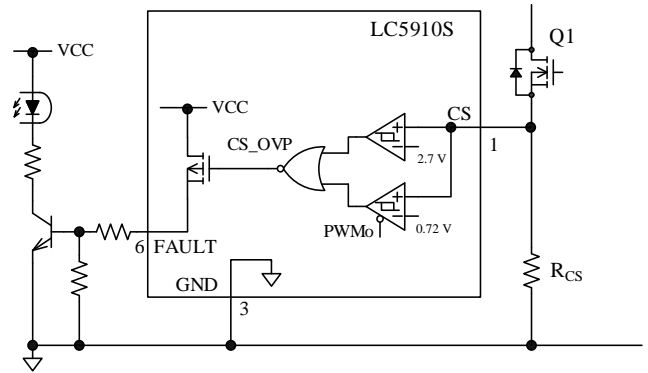 LC5910S
Q1
VCC
VCC
CS
CS_OVP
1
2.7 V
PWMo
0.72 V
6
FAULT
RCS
GND
3